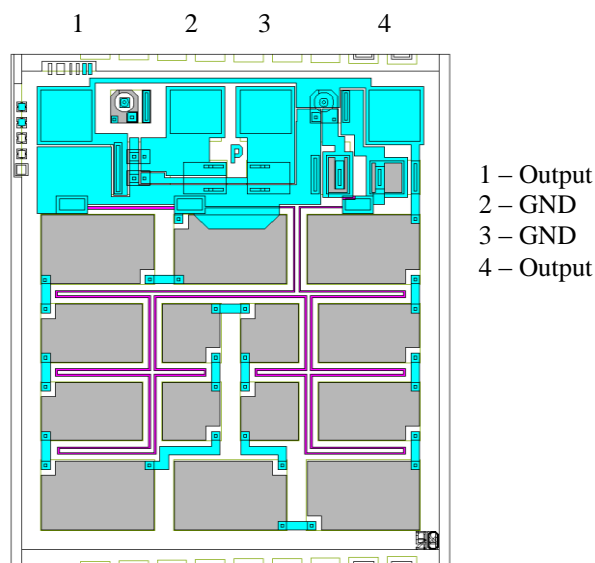 1 2 3 4
1 – Output
2 – GND
3 – GND
4 – Output
P